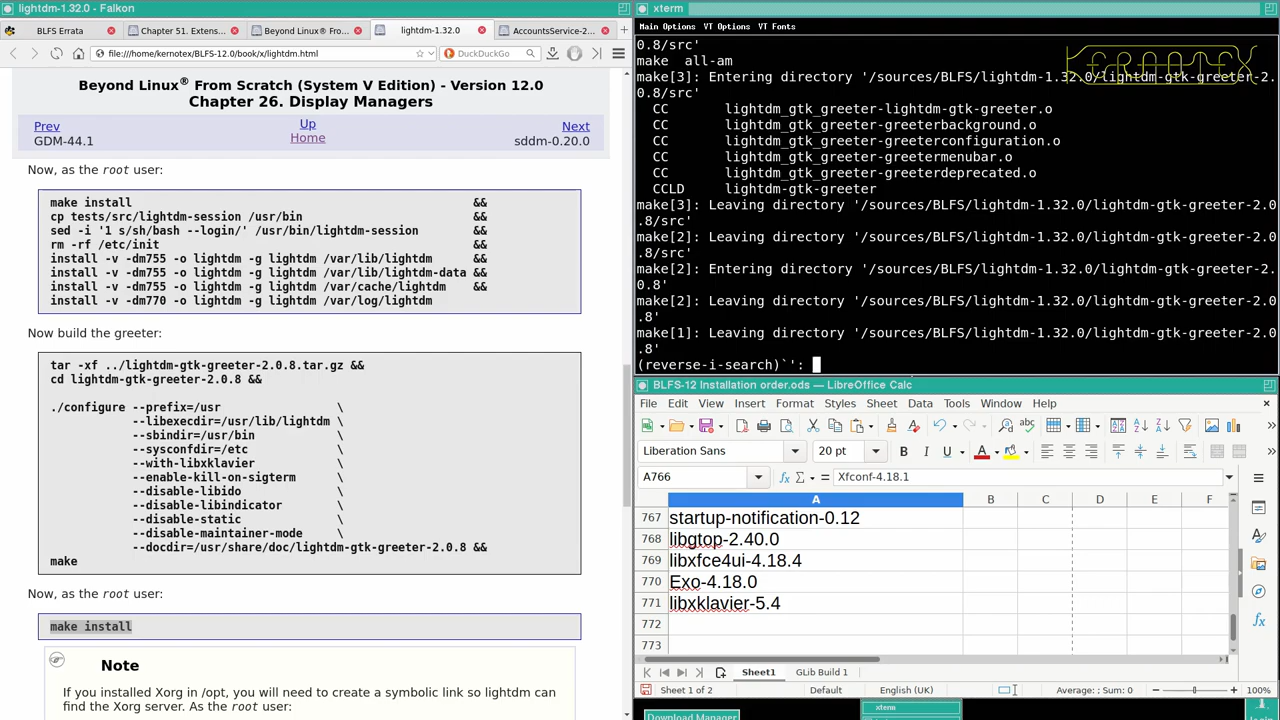 lightdm-1.32.0 - Falkon
BLFS Errata
Chapter 51. Extens...
Beyond Linux® Fro...
lightdm-1.32.0
AccountsService-2...
file:///home/kernotex/BLFS-12.0/book/x/lightdm.html
DuckDuckGo
Beyond Linux® From Scratch (System V Edition) - Version 12.0
Chapter 26. Display Managers
Prev
Up
Next
GDM-44.1
Home
sddm-0.20.0
Now, as the root user:
make install &&
cp tests/src/lightdm-session /usr/bin &&
sed -i '1 s/sh/bash --login/' /usr/bin/lightdm-session &&
rm -rf /etc/init &&
install -v -dm755 -o lightdm -g lightdm /var/lib/lightdm &&
install -v -dm755 -o lightdm -g lightdm /var/lib/lightdm-data &&
install -v -dm755 -o lightdm -g lightdm /var/cache/lightdm &&
install -v -dm770 -o lightdm -g lightdm /var/log/lightdm
Now build the greeter:
tar -xf ../lightdm-gtk-greeter-2.0.8.tar.gz &&
cd lightdm-gtk-greeter-2.0.8 &&
./configure --prefix=/usr \
--libexecdir=/usr/lib/lightdm \
--sbindir=/usr/bin \
--sysconfdir=/etc \
--with-libxklavier \
--enable-kill-on-sigterm \
--disable-libido \
--disable-libindicator \
--disable-static \
--disable-maintainer-mode \
--docdir=/usr/share/doc/lightdm-gtk-greeter-2.0.8 &&
make
Now, as the root user:
make install
Note
If you installed Xorg in /opt, you will need to create a symbolic link so lightdm can
find the Xorg server. As the root user:
xterm
Main Options VT Options VT Fonts
KERNOTEX
0.8/src'
make  all-am
make[3]: Entering directory '/sources/BLFS/lightdm-1.32.0/lightdm-gtk-greeter-2.
0.8/src'
CC lightdm_gtk_greeter-lightdm-gtk-greeter.o
CC lightdm_gtk_greeter-greeterbackground.o
CC lightdm_gtk_greeter-greeterconfiguration.o
CC lightdm_gtk_greeter-greetermenubar.o
CC lightdm_gtk_greeter-greeterdeprecated.o
CCLD lightdm-gtk-greeter
make[3]: Leaving directory '/sources/BLFS/lightdm-1.32.0/lightdm-gtk-greeter-2.0
.8/src'
make[2]: Leaving directory '/sources/BLFS/lightdm-1.32.0/lightdm-gtk-greeter-2.0
.8/src'
make[2]: Entering directory '/sources/BLFS/lightdm-1.32.0/lightdm-gtk-greeter-2.
0.8'
make[2]: Leaving directory '/sources/BLFS/lightdm-1.32.0/lightdm-gtk-greeter-2.0
.8'
make[1]: Leaving directory '/sources/BLFS/lightdm-1.32.0/lightdm-gtk-greeter-2.0
.8'
(reverse-i-search)`':
BLFS-12 Installation order.ods — LibreOffice Calc
File Edit View Insert Format Styles Sheet Data Tools Window Help
Liberation Sans
20 pt
B I U A
A766
Xfconf-4.18.1
A B C D E F
767 startup-notification-0.12
768 libgtop-2.40.0
769 libxfce4ui-4.18.4
770 Exo-4.18.0
771 libxklavier-5.4
772
773
Sheet1
GLib Build 1
Sheet 1 of 2
Default
English (UK)
Average: ; Sum: 0
100%
Download Manager
xterm